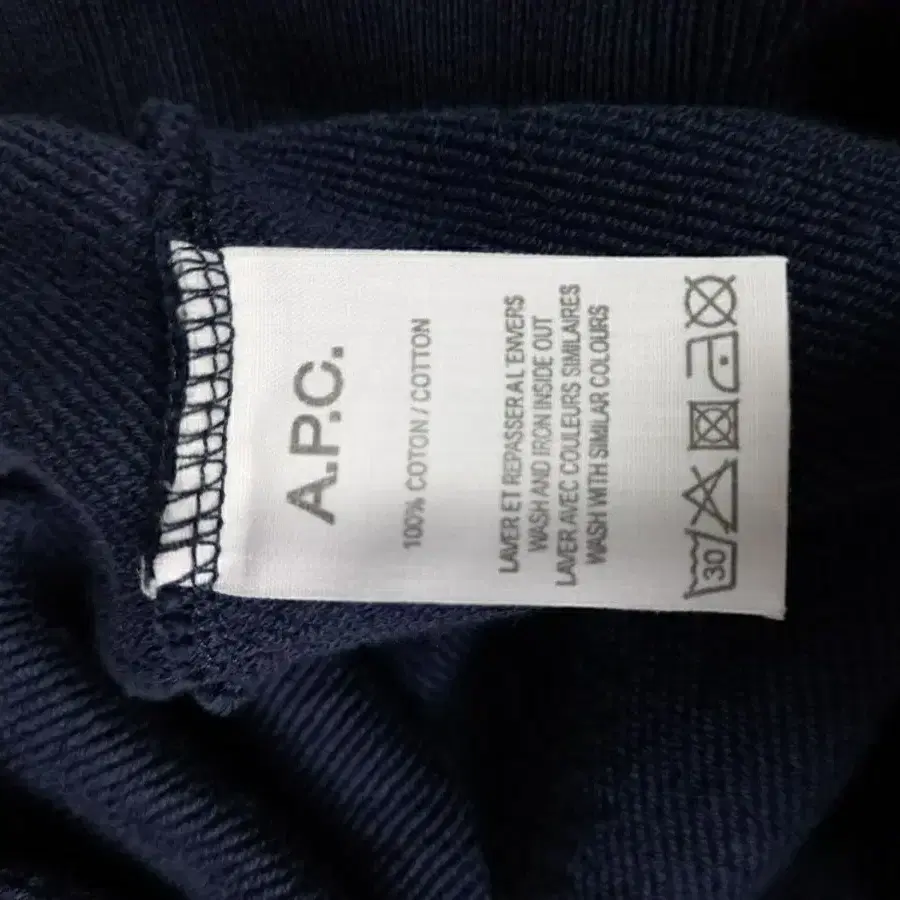 A.P.C.
100% COTON / COTTON
LAVER ET REPASSER A L'ENVERS
WASH AND IRON INSIDE OUT
LAVER AVEC COULEURS SIMILAIRES
WASH WITH SIMILAR COLOURS
30